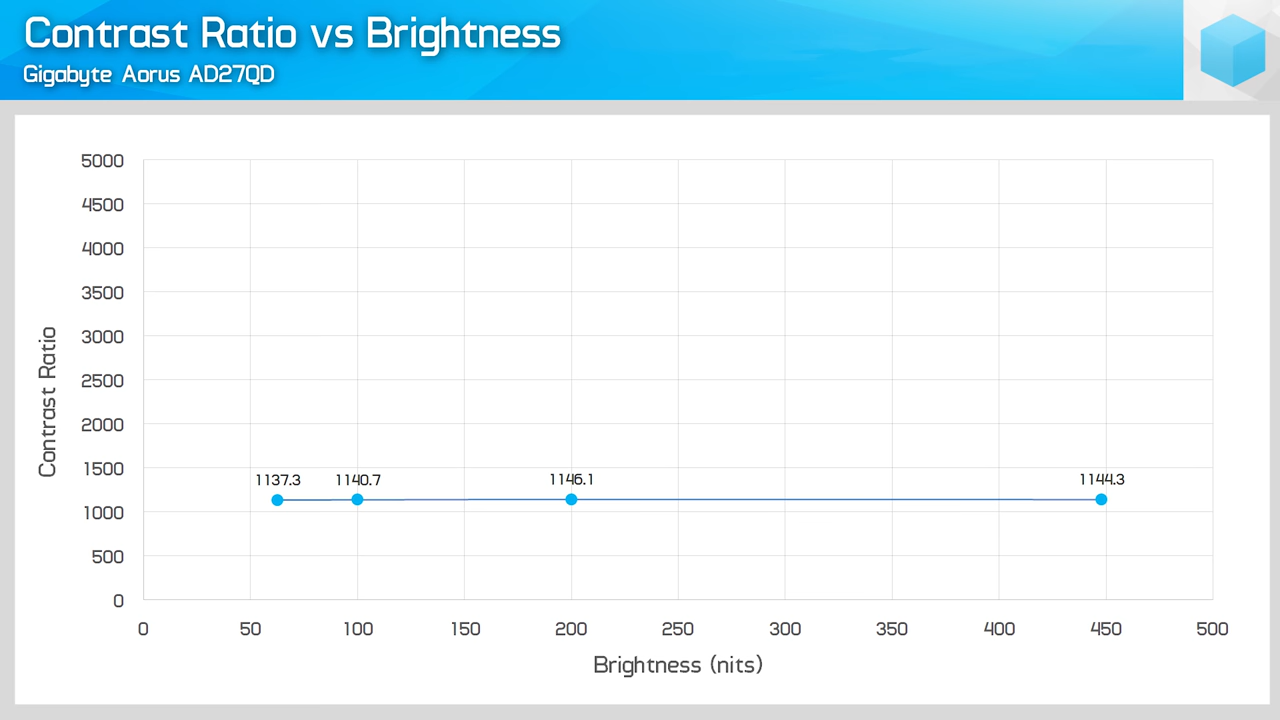 Contrast Ratio vs Brightness
Gigabyte Aorus AD27QD
5000
4500
4000
3500
3000
2500
2000
1500
1000
500
0
Contrast Ratio
1137.3 1140.7 1146.1 1144.3
0 50 100 150 200 250 300 350 400 450 500
Brightness (nits)